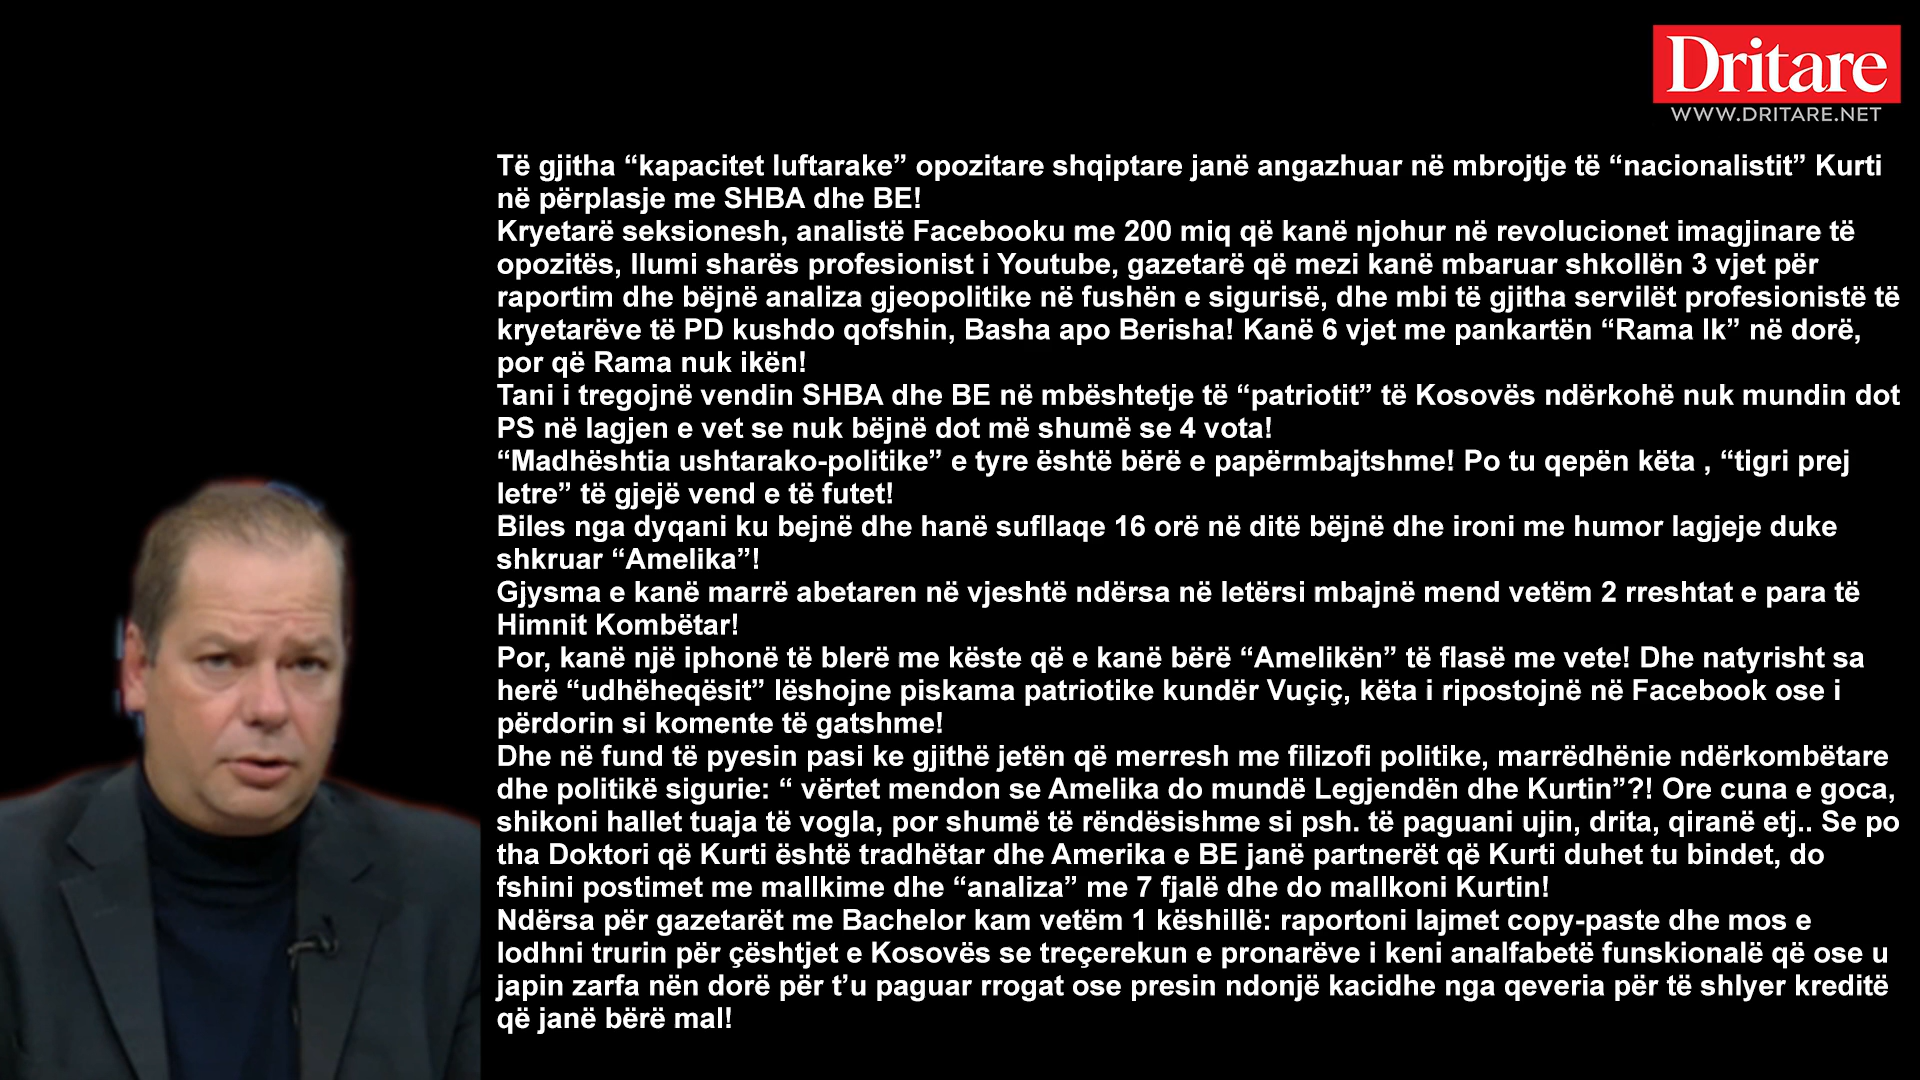 Dritare
WWW.DRITARE.NET
Të gjitha “kapacitet luftarake” opozitare shqiptare janë angazhuar në mbrojtje të “nacionalistit” Kurti
në përplasje me SHBA dhe BE!
Kryetarë seksionesh, analistë Facebooku me 200 miq që kanë njohur në revolucionet imagjinare të
opozitës, llumi sharës profesionist i Youtube, gazetarë që mezi kanë mbaruar shkollën 3 vjet për
raportim dhe bëjnë analiza gjeopolitike në fushën e sigurisë, dhe mbi të gjitha servilët profesionistë të
kryetarëve të PD kushdo qofshin, Basha apo Berisha! Kanë 6 vjet me pankartën “Rama Ik” në dorë,
por që Rama nuk ikën!
Tani i tregojnë vendin SHBA dhe BE në mbështetje të “patriotit” të Kosovës ndërkohë nuk mundin dot
PS në lagjen e vet se nuk bëjnë dot më shumë se 4 vota!
“Madhështia ushtarako-politike” e tyre është bërë e papërmbajtshme! Po tu qepën këta , “tigri prej
letre” të gjejë vend e të futet!
Biles nga dyqani ku bejnë dhe hanë sufllaqe 16 orë në ditë bëjnë dhe ironi me humor lagjeje duke
shkruar “Amelika”!
Gjysma e kanë marrë abetaren në vjeshtë ndërsa në letërsi mbajnë mend vetëm 2 rreshtat e para të
Himnit Kombëtar!
Por, kanë një iphonë të blerë me këste që e kanë bërë “Amelikën” të flasë me vete! Dhe natyrisht sa
herë “udhëheqësit” lëshojne piskama patriotike kundër Vuçiç, këta i ripostojnë në Facebook ose i
përdorin si komente të gatshme!
Dhe në fund të pyesin pasi ke gjithë jetën që merresh me filizofi politike, marrëdhënie ndërkombëtare
dhe politikë sigurie: “ vërtet mendon se Amelika do mundë Legjendën dhe Kurtin”?! Ore cuna e goca,
shikoni hallet tuaja të vogla, por shumë të rëndësishme si psh. të paguani ujin, drita, qiranë etj.. Se po
tha Doktori që Kurti është tradhëtar dhe Amerika e BE janë partnerët që Kurti duhet tu bindet, do
fshini postimet me mallkime dhe “analiza” me 7 fjalë dhe do mallkoni Kurtin!
Ndërsa për gazetarët me Bachelor kam vetëm 1 këshillë: raportoni lajmet copy-paste dhe mos e
lodhni trurin për çështjet e Kosovës se treçerekun e pronarëve i keni analfabetë funskionalë që ose u
japin zarfa nën dorë për t’u paguar rrogat ose presin ndonjë kacidhe nga qeveria për të shlyer kreditë
që janë bërë mal!